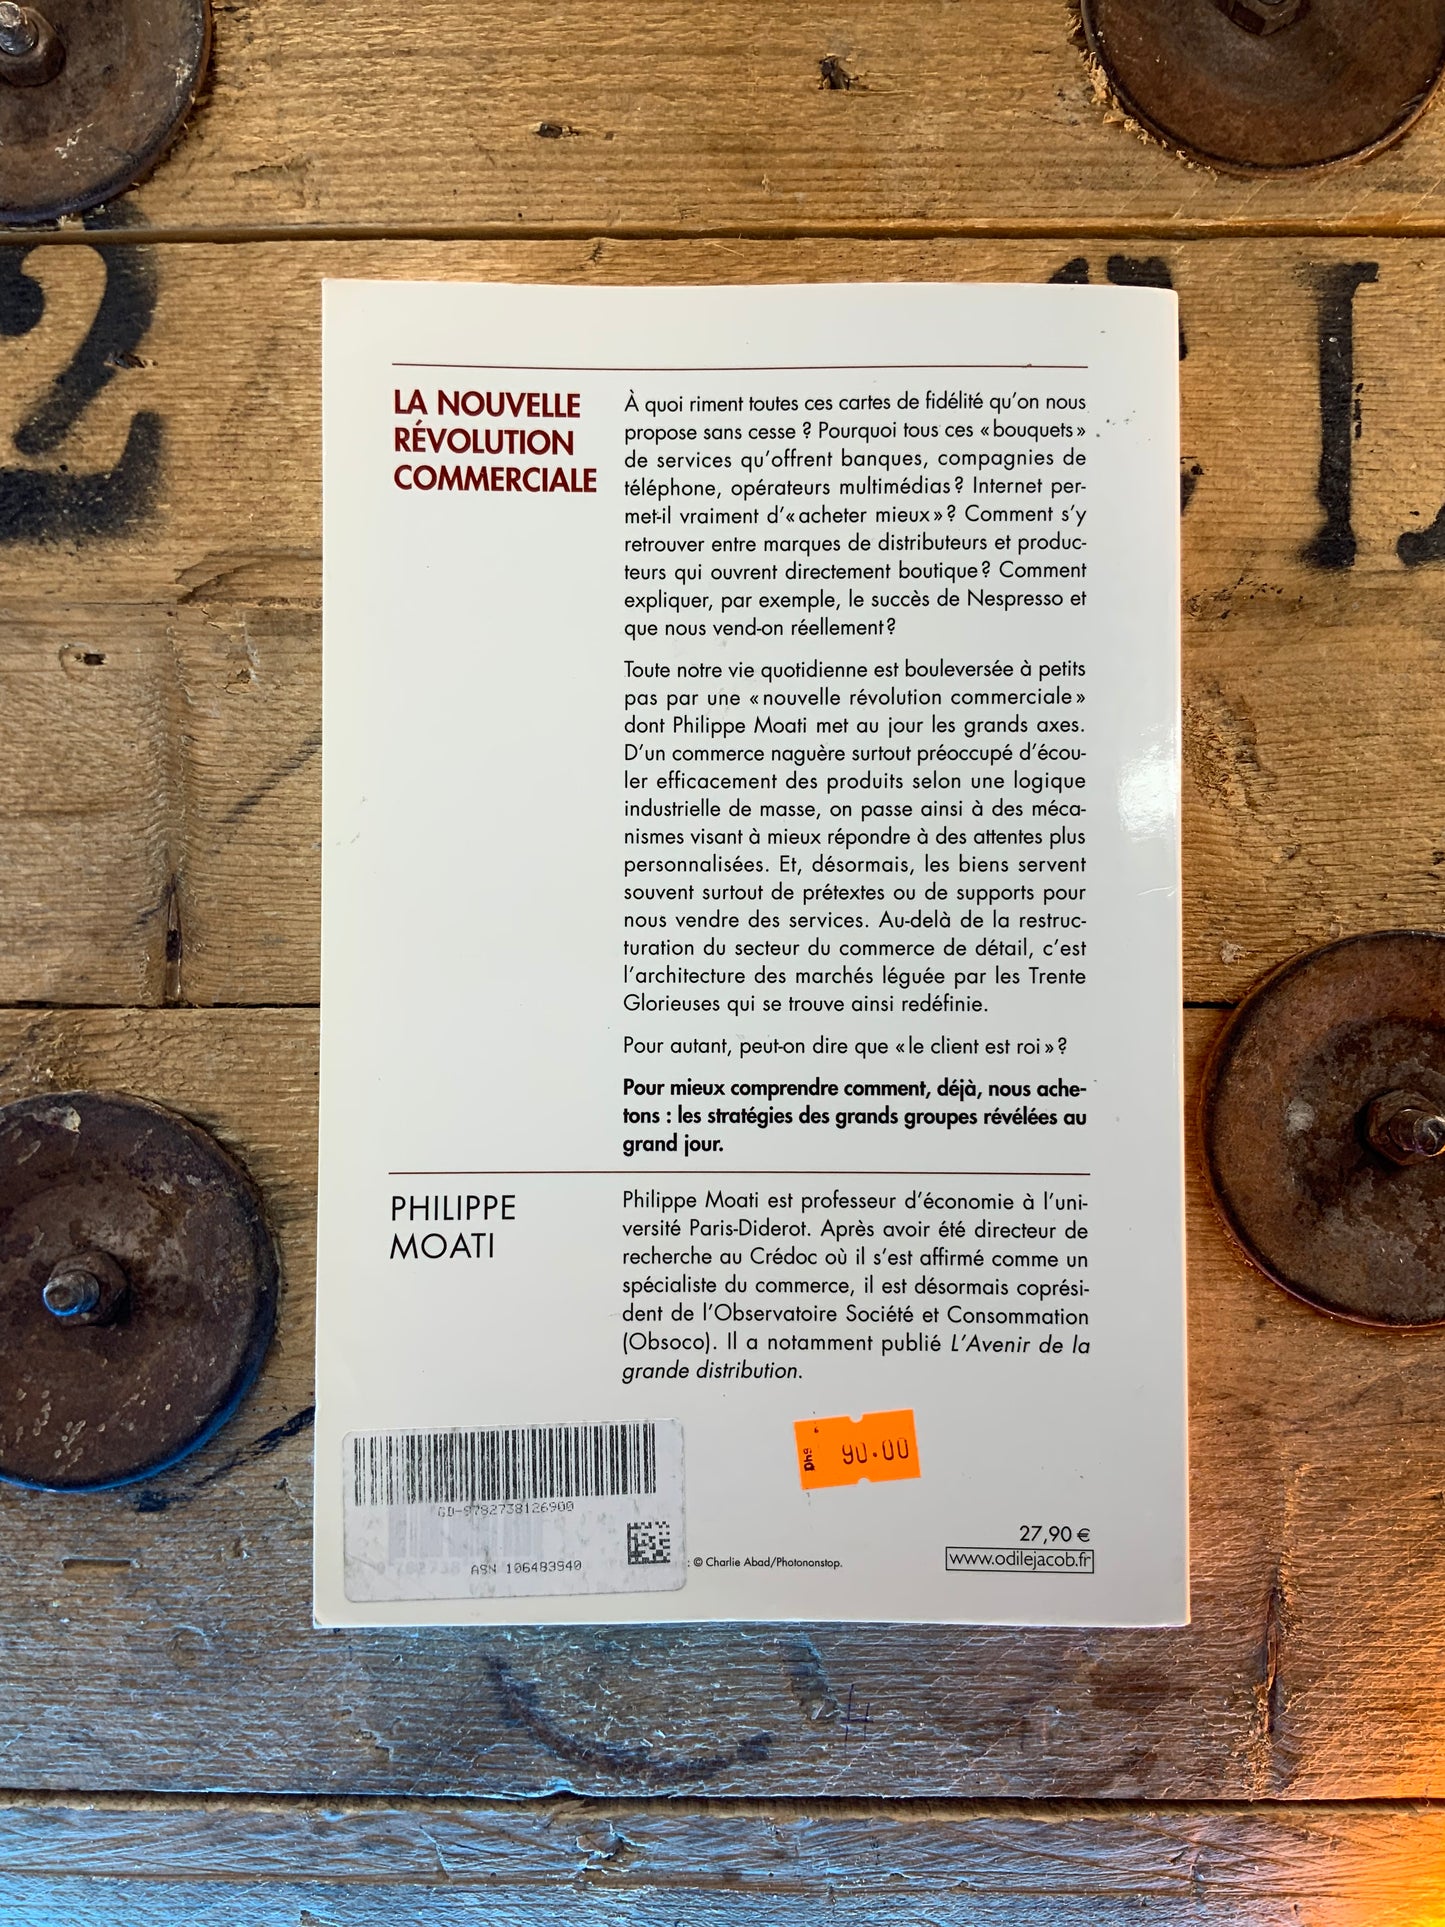 2
LA NOUVELLE
RÉVOLUTION
COMMERCIALE
À quoi riment toutes ces cartes de fidélité qu'on nous
propose sans cesse ? Pourquoi tous ces « bouquets »
de services qu'offrent banques, compagnies de
téléphone, opérateurs multimédias ? Internet per-
met-il vraiment d'« acheter mieux » ? Comment s'y
retrouver entre marques de distributeurs et produc-
teurs qui ouvrent directement boutique ? Comment
expliquer, par exemple, le succès de Nespresso et
que nous vend-on réellement ?
Toute notre vie quotidienne est bouleversée à petits
pas par une « nouvelle révolution commerciale »
dont Philippe Moati met au jour les grands axes.
D'un commerce naguère surtout préoccupé d'écou-
ler efficacement des produits selon une logique
industrielle de masse, on passe ainsi à des méca-
nismes visant à mieux répondre à des attentes plus
personnalisées. Et, désormais, les biens servent
souvent surtout de prétextes ou de supports pour
nous vendre des services. Au-delà de la restruc-
turation du secteur du commerce de détail, c'est
l'architecture des marchés léguée par les Trente
Glorieuses qui se trouve ainsi redéfinie.
Pour autant, peut-on dire que « le client est roi » ?
Pour mieux comprendre comment, déjà, nous ache-
tons : les stratégies des grands groupes révélées au
grand jour.
PHILIPPE
MOATI
Philippe Moati est professeur d'économie à l'uni-
versité Paris-Diderot. Après avoir été directeur de
recherche au Crédoc où il s'est affirmé comme un
spécialiste du commerce, il est désormais coprési-
dent de l'Observatoire Société et Consommation
(Obsoco). Il a notamment publié L'Avenir de la
grande distribution.
90.00
GD-9782738126900
ASN 106483940
: © Charlie Abad/Photononstop.
27,90 €
www.odilejacob.fr